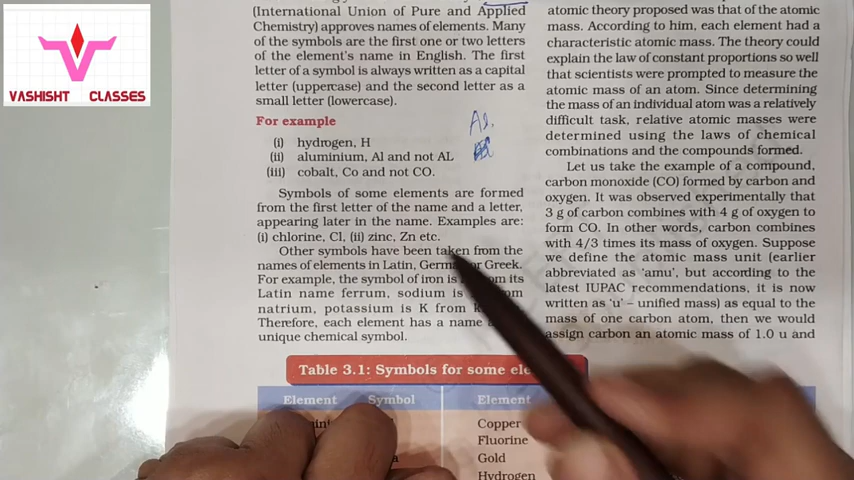 VASHISHT CLASSES
(International Union of Pure and Applied
Chemistry) approves names of elements. Many
of the symbols are the first one or two letters
of the element's name in English. The first
letter of a symbol is always written as a capital
letter (uppercase) and the second letter as a
small letter (lowercase).
For example
(i) hydrogen, H
(ii) aluminium, Al and not AL
(iii) cobalt, Co and not CO.
Symbols of some elements are formed
from the first letter of the name and a letter,
appearing later in the name. Examples are:
(i) chlorine, Cl, (ii) zinc, Zn etc.
Other symbols have been taken from the
names of elements in Latin, German or Greek.
For example, the symbol of iron is from its
Latin name ferrum, sodium is from
natrium, potassium is K from
Therefore, each element has a name
unique chemical symbol.
Table 3.1: Symbols for some
Element Symbol Element
Copper
Fluorine
Gold
Hydrogen
atomic theory proposed was that of the atomic
mass. According to him, each element had a
characteristic atomic mass. The theory could
explain the law of constant proportions so well
that scientists were prompted to measure the
atomic mass of an atom. Since determining
the mass of an individual atom was a relatively
difficult task, relative atomic masses were
determined using the laws of chemical
combinations and the compounds formed.
Let us take the example of a compound,
carbon monoxide (CO) formed by carbon and
oxygen. It was observed experimentally that
3 g of carbon combines with 4 g of oxygen to
form CO. In other words, carbon combines
with 4/3 times its mass of oxygen. Suppose
we define the atomic mass unit (earlier
abbreviated as 'amu', but according to the
latest IUPAC recommendations, it is now
written as 'u' – unified mass) as equal to the
mass of one carbon atom, then we would
assign carbon an atomic mass of 1.0 u and